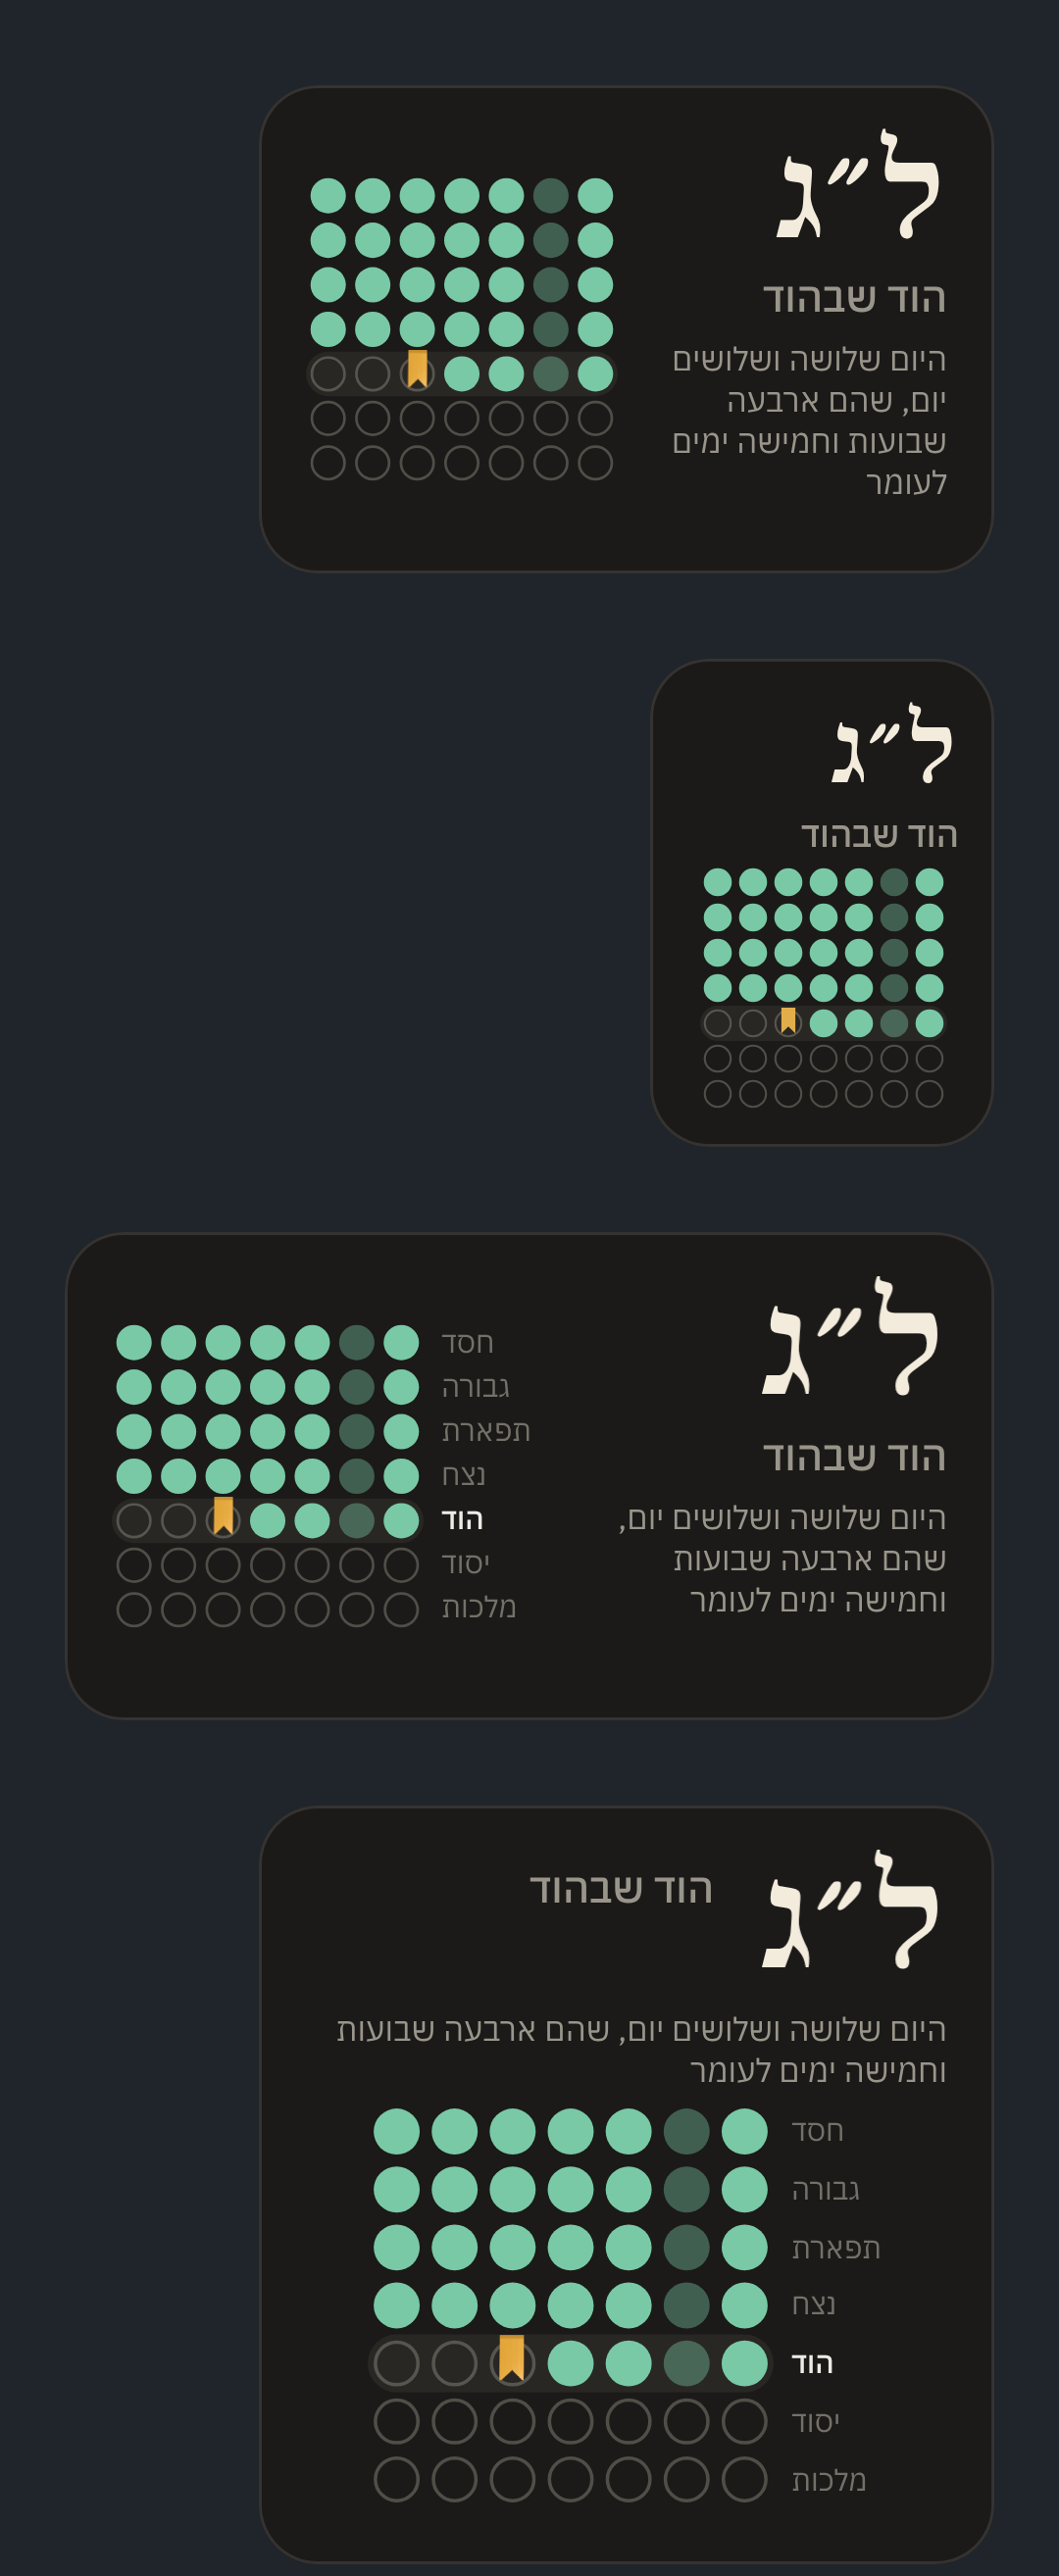 ל״ג
הוד שבהוד
היום שלושה ושלושים
יום, שהם ארבעה
שבועות וחמישה ימים
לעומר
ל״ג
הוד שבהוד
ל״ג
הוד שבהוד
היום שלושה ושלושים יום,
שהם ארבעה שבועות
וחמישה ימים לעומר
חסד
גבורה
תפארת
נצח
הוד
יסוד
מלכות
ל״ג
הוד שבהוד
היום שלושה ושלושים יום, שהם ארבעה שבועות
וחמישה ימים לעומר
חסד
גבורה
תפארת
נצח
הוד
יסוד
מלכות